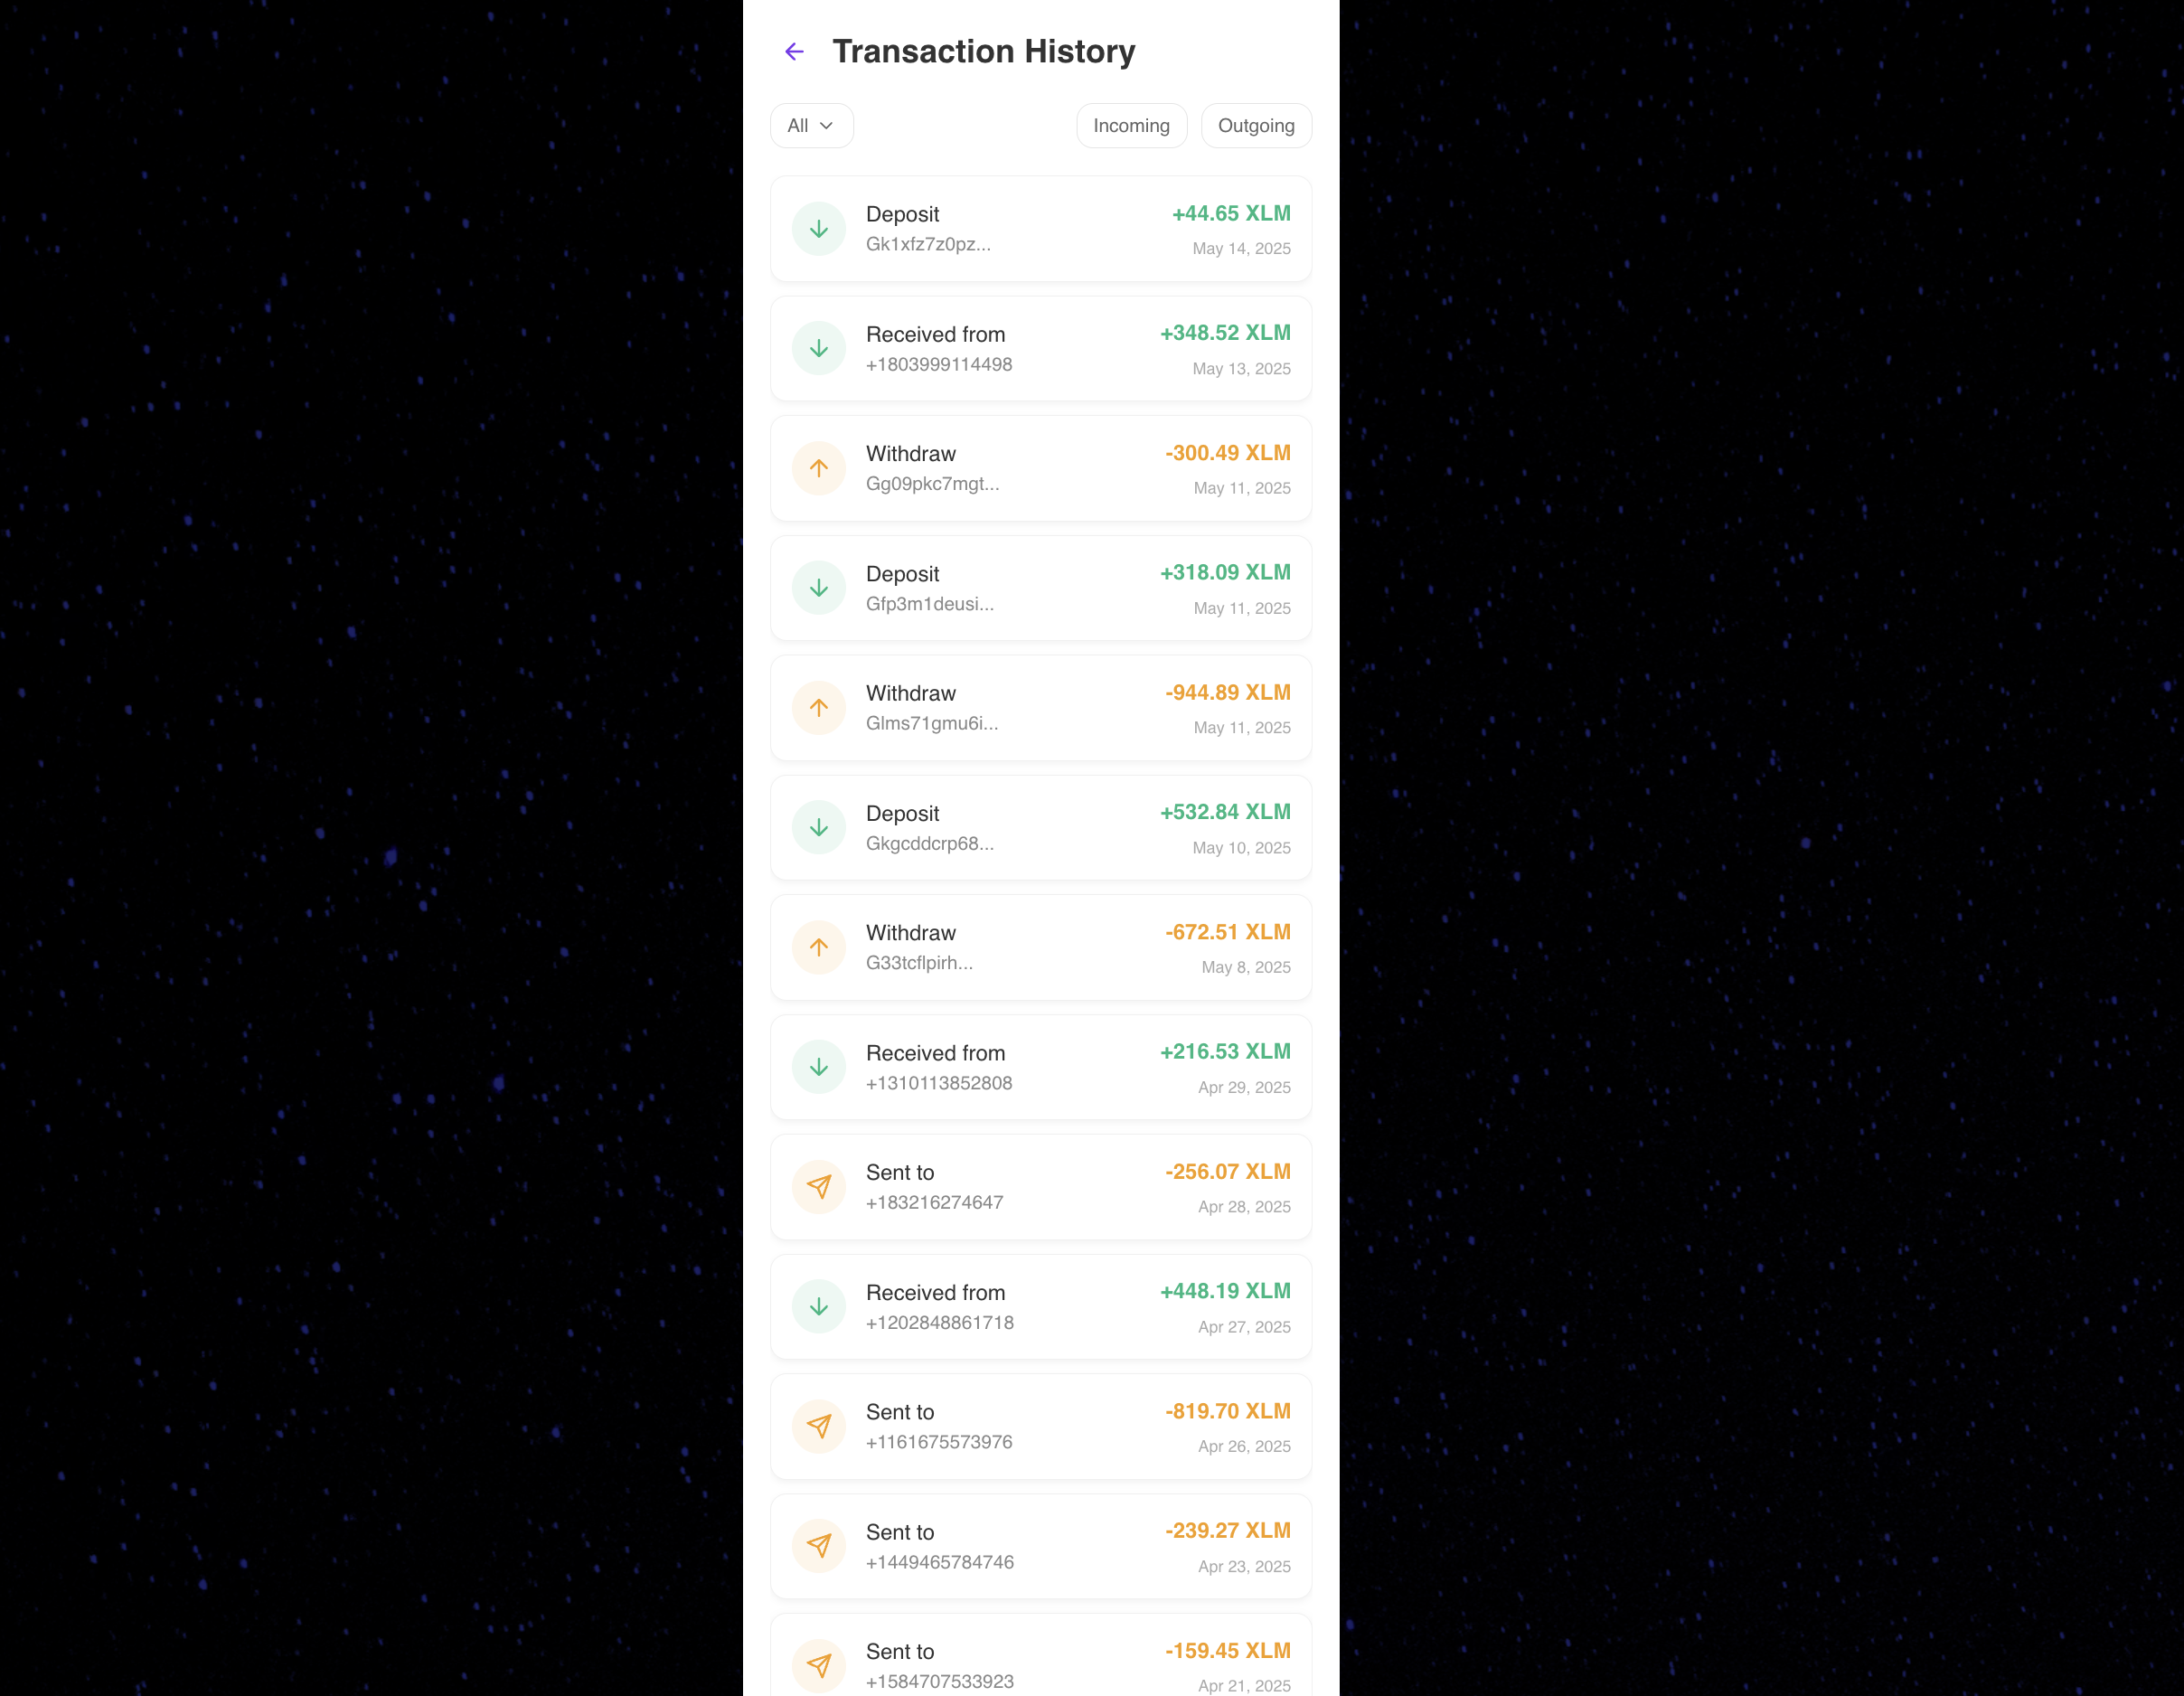 Transaction History
All
Incoming
Outgoing
Deposit
+44.65 XLM
Gk1xfz7z0pz...
May 14, 2025
Received from
+348.52 XLM
+1803999114498
May 13, 2025
Withdraw
-300.49 XLM
Gg09pkc7mgt...
May 11, 2025
Deposit
+318.09 XLM
Gfp3m1deusi...
May 11, 2025
Withdraw
-944.89 XLM
Glms71gmu6i...
May 11, 2025
Deposit
+532.84 XLM
Gkgcddcrp68...
May 10, 2025
Withdraw
-672.51 XLM
G33tcflpirh...
May 8, 2025
Received from
+216.53 XLM
+1310113852808
Apr 29, 2025
Sent to
-256.07 XLM
+183216274647
Apr 28, 2025
Received from
+448.19 XLM
+1202848861718
Apr 27, 2025
Sent to
-819.70 XLM
+1161675573976
Apr 26, 2025
Sent to
-239.27 XLM
+1449465784746
Apr 23, 2025
Sent to
-159.45 XLM
+1584707533923
Apr 21, 2025